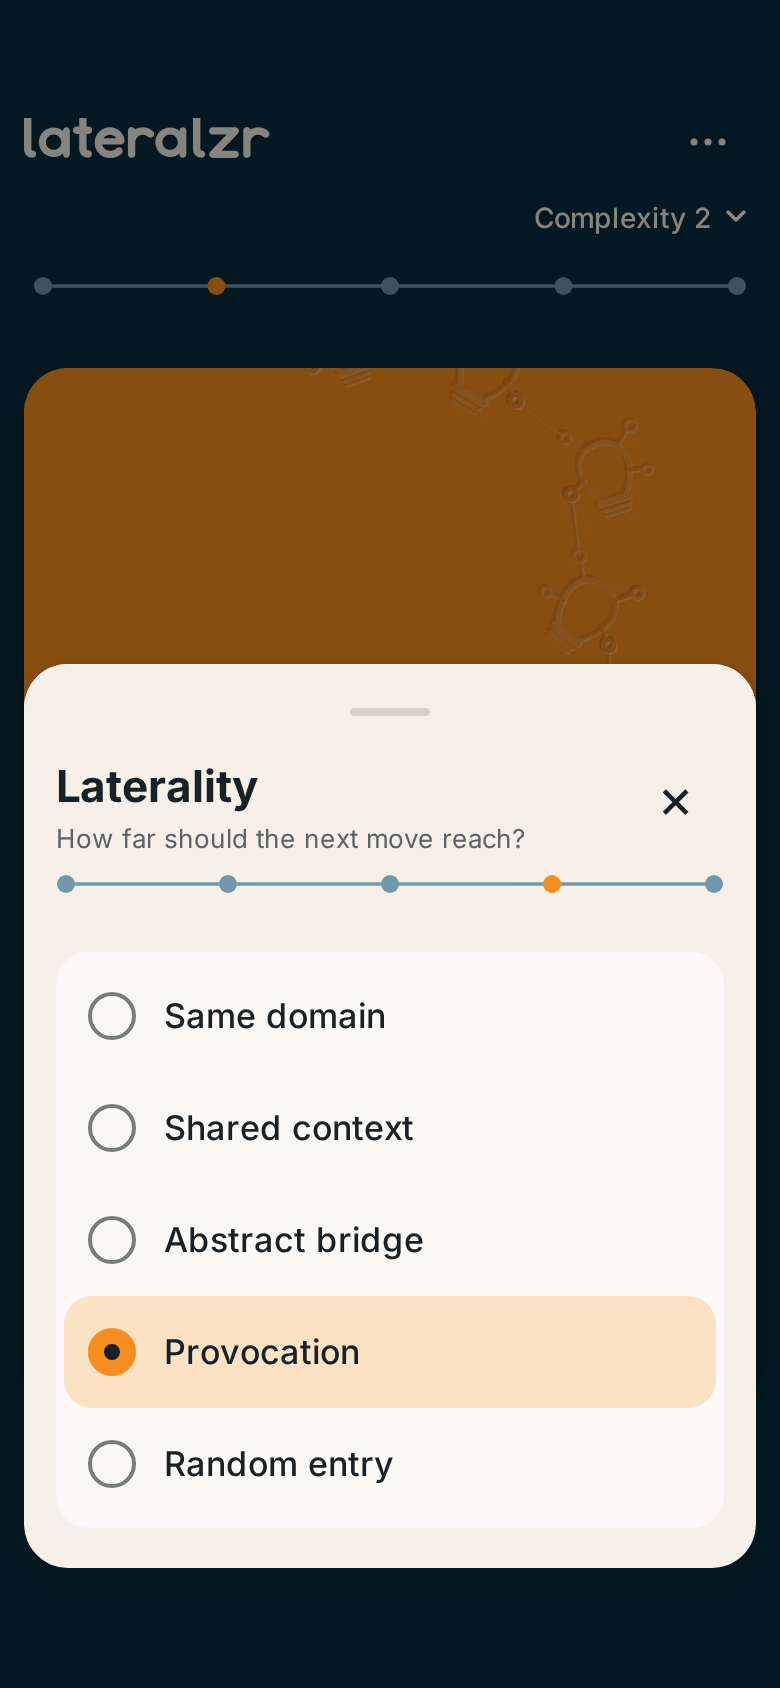 lateralzr
Complexity 2
Laterality
How far should the next move reach?
Same domain
Shared context
Abstract bridge
Provocation
Random entry